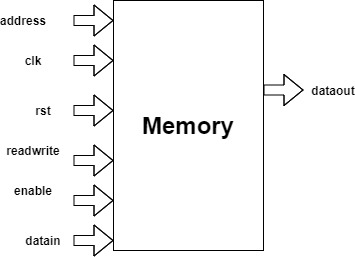 address
clk
rst
readwrite
enable
datain
Memory
dataout